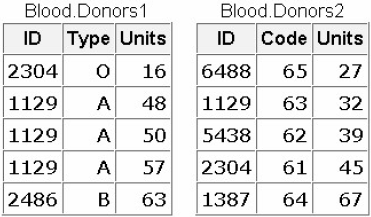 Blood.Donors1 Blood.Donors2
ID Type Units ID Code Units
2304 O 16 6488 65 27
1129 A 48 1129 63 32
1129 A 50 5438 62 39
1129 A 57 2304 61 45
2486 B 63 1387 64 67